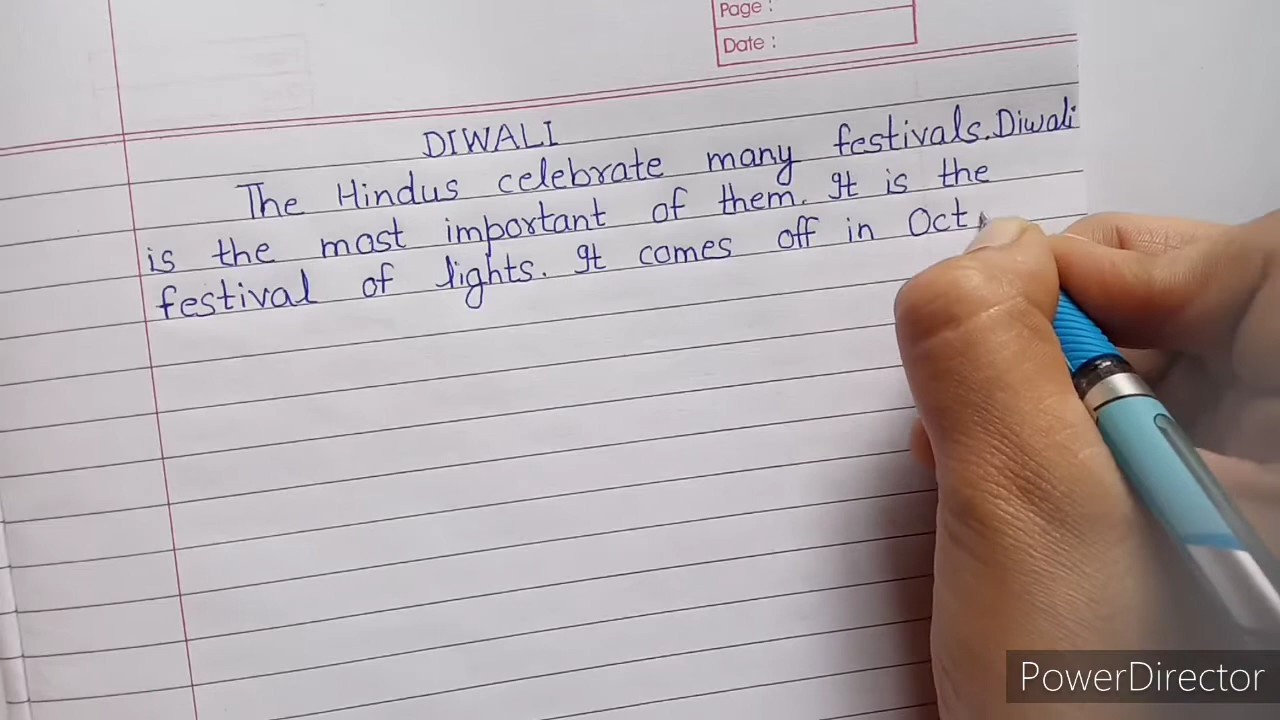 Page :
Date :
DIWALI
The Hindus celebrate many festivals. Diwali
is the most important of them. It is the
festival of lights. It comes off in Oct
PowerDirector